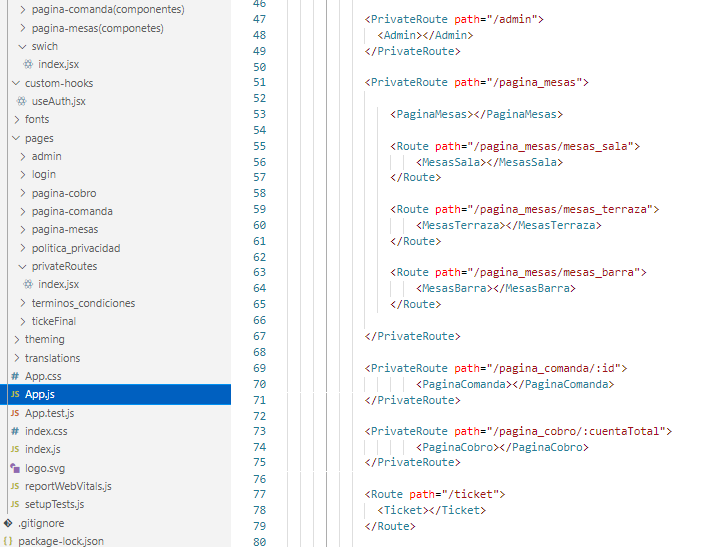 pagina-comanda(componentes)
pagina-mesas(componetes)
swich
index.jsx
custom-hooks
useAuth.jsx
fonts
pages
admin
login
pagina-cobro
pagina-comanda
pagina-mesas
politica_privacidad
privateRoutes
index.jsx
terminos_condiciones
tickeFinal
theming
translations
# App.css
JS App.js
JS App.test.js
# index.css
JS index.js
logo.svg
JS reportWebVitals.js
JS setupTests.js
.gitignore
{} package-lock.json
46
47 <PrivateRoute path="/admin">
48 <Admin></Admin>
49 </PrivateRoute>
50
51 <PrivateRoute path="/pagina_mesas">
52
53 <PaginaMesas></PaginaMesas>
54
55 <Route path="/pagina_mesas/mesas_sala">
56 <MesasSala></MesasSala>
57 </Route>
58
59 <Route path="/pagina_mesas/mesas_terraza">
60 <MesasTerraza></MesasTerraza>
61 </Route>
62
63 <Route path="/pagina_mesas/mesas_barra">
64 <MesasBarra></MesasBarra>
65 </Route>
66
67 </PrivateRoute>
68
69 <PrivateRoute path="/pagina_comanda/:id">
70 <PaginaComanda></PaginaComanda>
71 </PrivateRoute>
72
73 <PrivateRoute path="/pagina_cobro/:cuentaTotal">
74 <PaginaCobro></PaginaCobro>
75 </PrivateRoute>
76
77 <Route path="/ticket">
78 <Ticket></Ticket>
79 </Route>
80